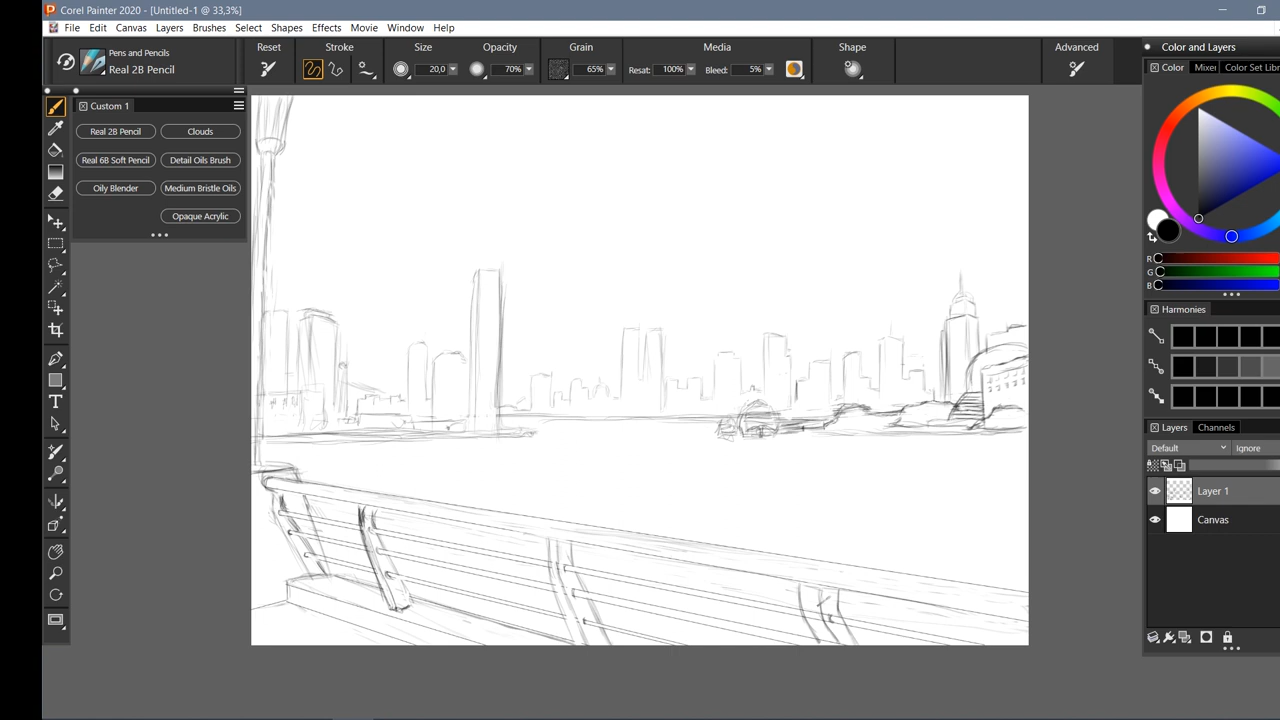 Corel Painter 2020 - [Untitled-1 @ 33,3%]
File Edit Canvas Layers Brushes Select Shapes Effects Movie Window Help
Pens and Pencils
Real 2B Pencil
Reset Stroke Size Opacity Grain Media Shape Advanced
20,0 70% 65% Resat: 100% Bleed: 5%
Custom 1
Real 2B Pencil Clouds
Real 6B Soft Pencil Detail Oils Brush
Oily Blender Medium Bristle Oils
Opaque Acrylic
Color and Layers
Color Mixer Color Set Libr
R
G
B
Harmonies
Layers Channels
Default Ignore
Layer 1
Canvas